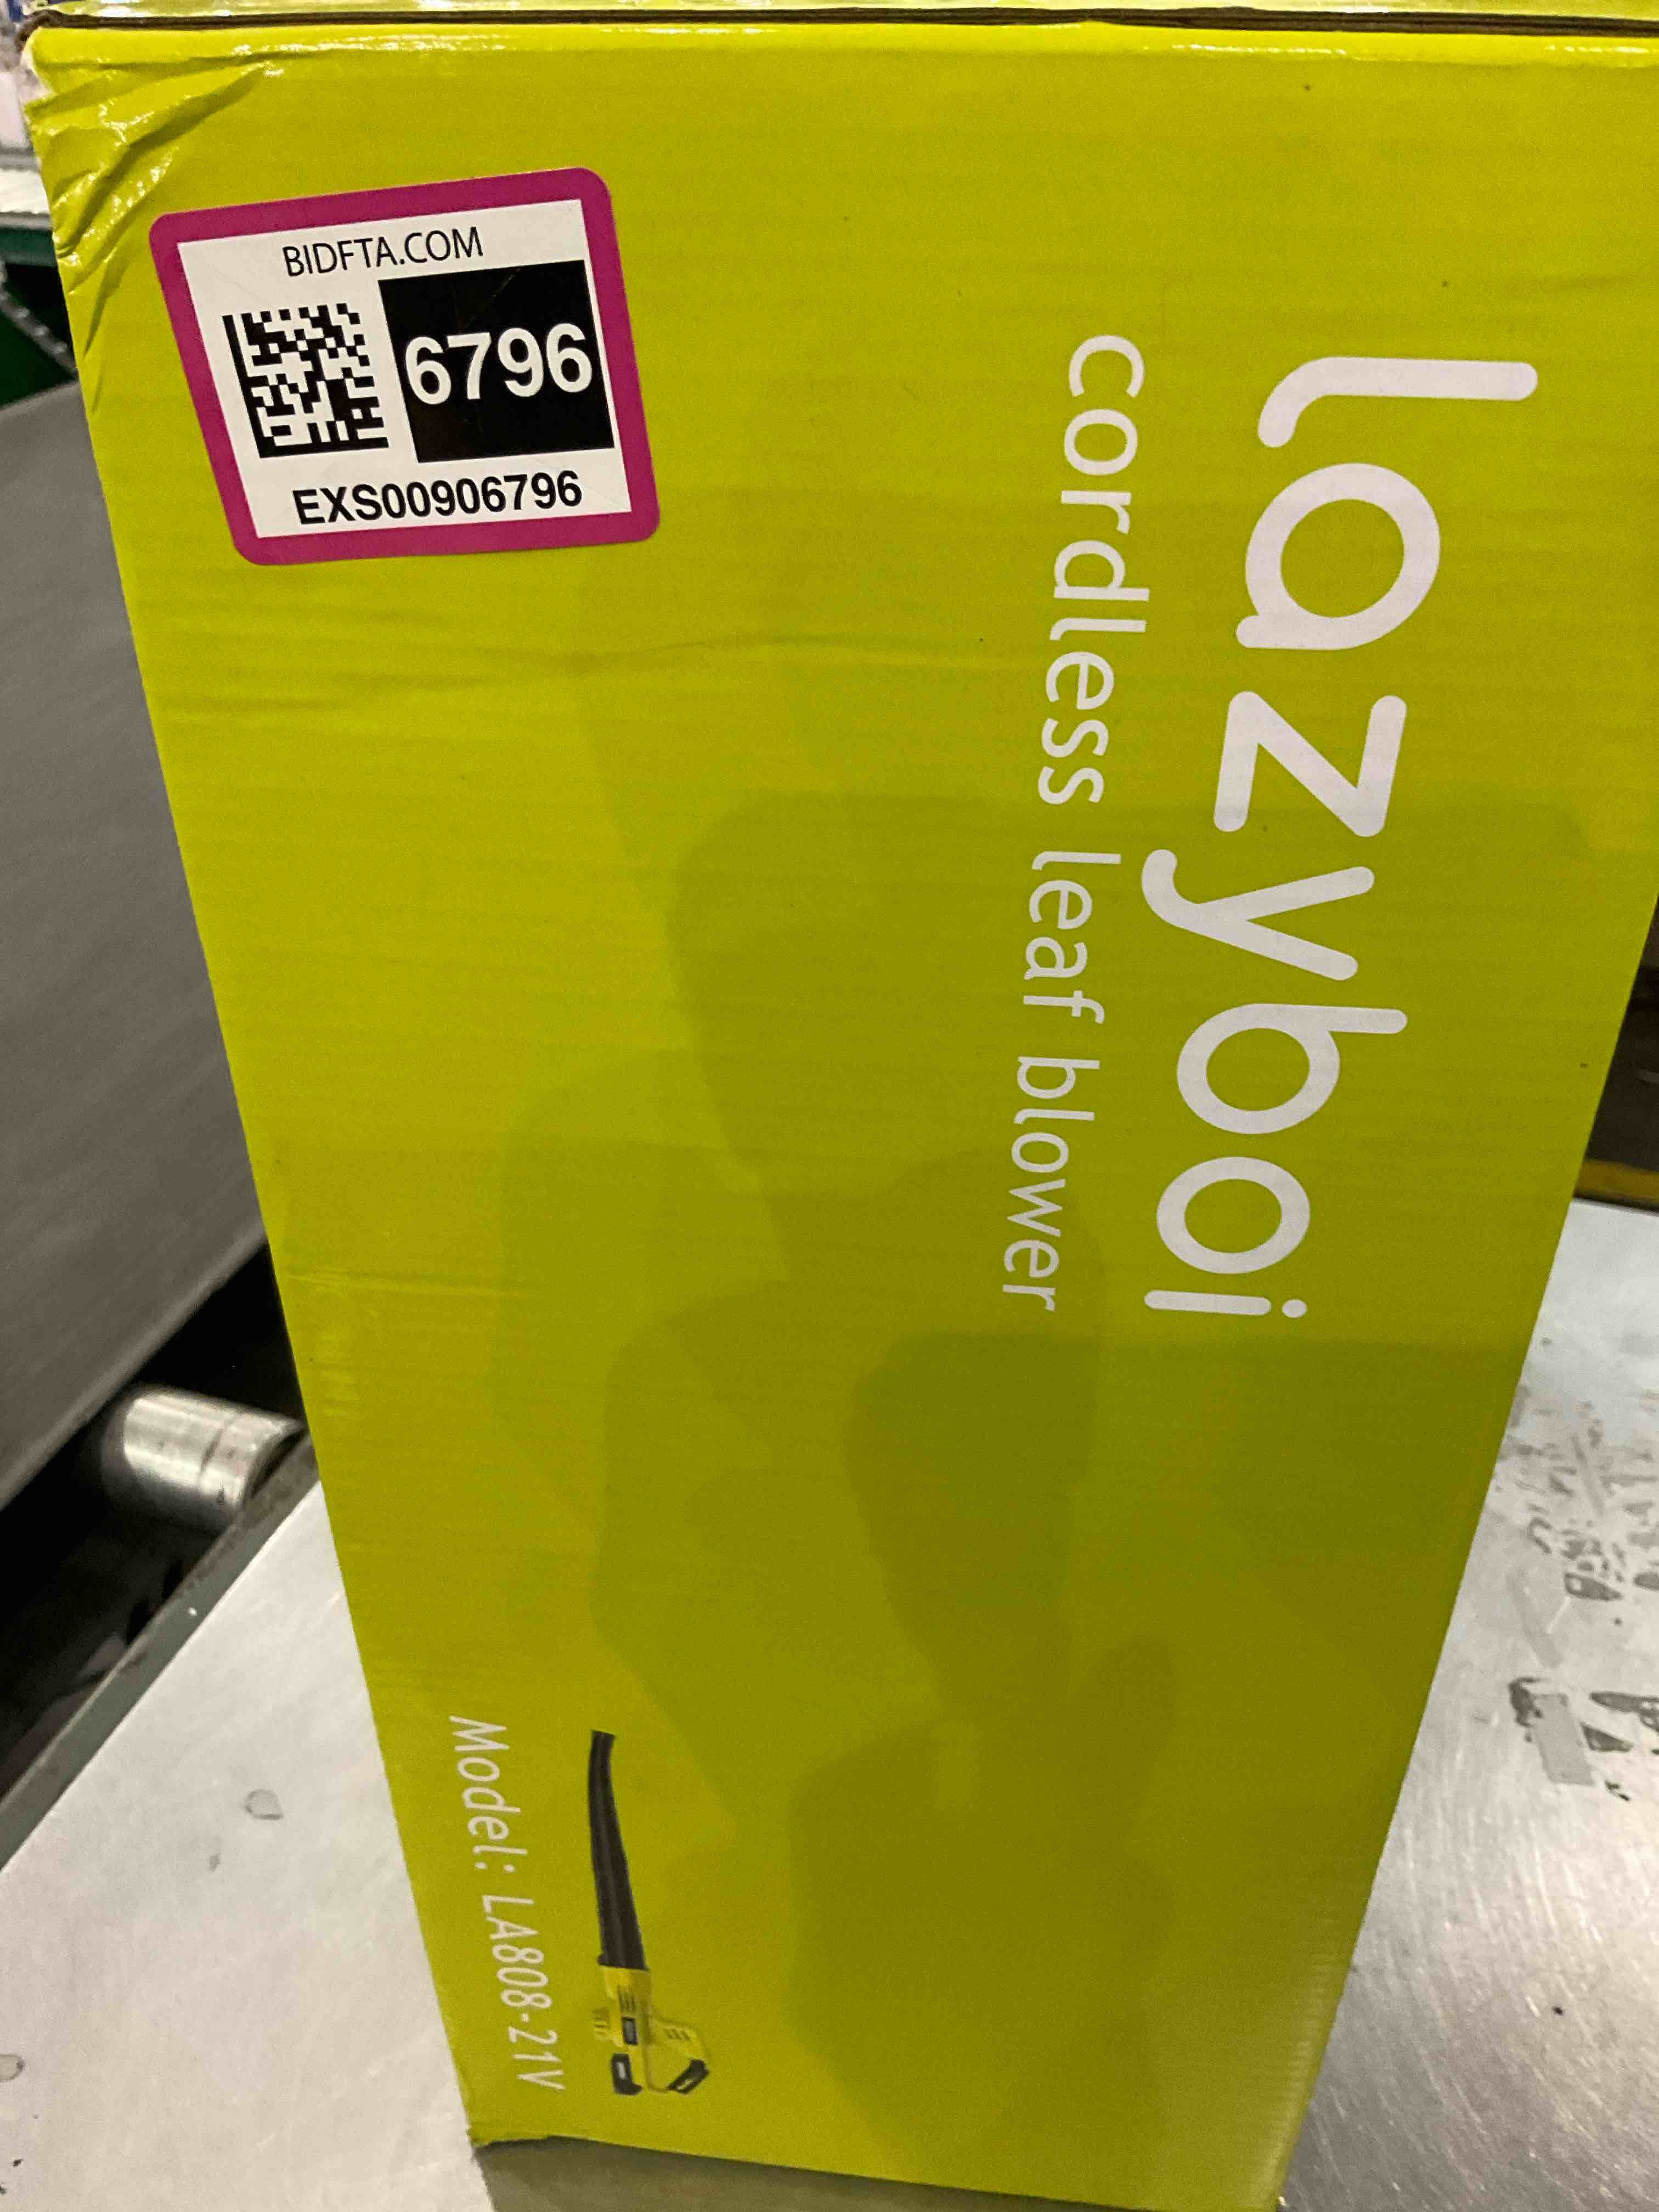 BIDFTA.COM
6796
EXS00906796
lazyboi
cordless leaf blower
Model: LA808-21V